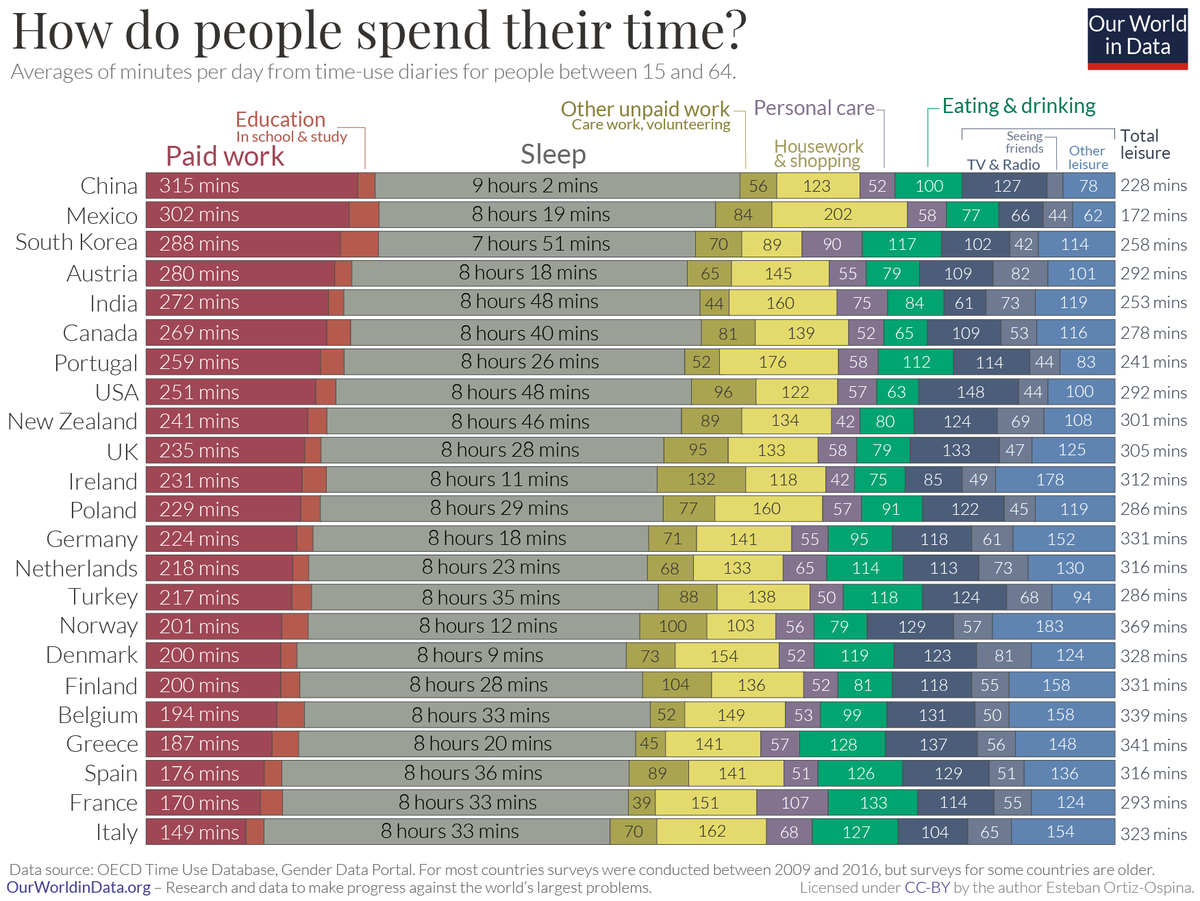 How do people spend their time?
Our World
in Data
Averages of minutes per day from time-use diaries for people between 15 and 64.
Education
In school & study
Paid work
Sleep
Other unpaid work
Care work, volunteering
Housework
& shopping
Personal care
Eating & drinking
Seeing
friends
TV & Radio
Other
leisure
Total
leisure
China 315 mins 9 hours 2 mins 56 123 52 100 127 78 228 mins
Mexico 302 mins 8 hours 19 mins 84 202 58 77 66 44 62 172 mins
South Korea 288 mins 7 hours 51 mins 70 89 90 117 102 42 114 258 mins
Austria 280 mins 8 hours 18 mins 65 145 55 79 109 82 101 292 mins
India 272 mins 8 hours 48 mins 44 160 75 84 61 73 119 253 mins
Canada 269 mins 8 hours 40 mins 81 139 52 65 109 53 116 278 mins
Portugal 259 mins 8 hours 26 mins 52 176 58 112 114 44 83 241 mins
USA 251 mins 8 hours 48 mins 96 122 57 63 148 44 100 292 mins
New Zealand 241 mins 8 hours 46 mins 89 134 42 80 124 69 108 301 mins
UK 235 mins 8 hours 28 mins 95 133 58 79 133 47 125 305 mins
Ireland 231 mins 8 hours 11 mins 132 118 42 75 85 49 178 312 mins
Poland 229 mins 8 hours 29 mins 77 160 57 91 122 45 119 286 mins
Germany 224 mins 8 hours 18 mins 71 141 55 95 118 61 152 331 mins
Netherlands 218 mins 8 hours 23 mins 68 133 65 114 113 73 130 316 mins
Turkey 217 mins 8 hours 35 mins 88 138 50 118 124 68 94 286 mins
Norway 201 mins 8 hours 12 mins 100 103 56 79 129 57 183 369 mins
Denmark 200 mins 8 hours 9 mins 73 154 52 119 123 81 124 328 mins
Finland 200 mins 8 hours 28 mins 104 136 52 81 118 55 158 331 mins
Belgium 194 mins 8 hours 33 mins 52 149 53 99 131 50 158 339 mins
Greece 187 mins 8 hours 20 mins 45 141 57 128 137 56 148 341 mins
Spain 176 mins 8 hours 36 mins 89 141 51 126 129 51 136 316 mins
France 170 mins 8 hours 33 mins 39 151 107 133 114 55 124 293 mins
Italy 149 mins 8 hours 33 mins 70 162 68 127 104 65 154 323 mins
Data source: OECD Time Use Database, Gender Data Portal. For most countries surveys were conducted between 2009 and 2016, but surveys for some countries are older.
OurWorldinData.org – Research and data to make progress against the world's largest problems.
Licensed under CC-BY by the author Esteban Ortiz-Ospina.